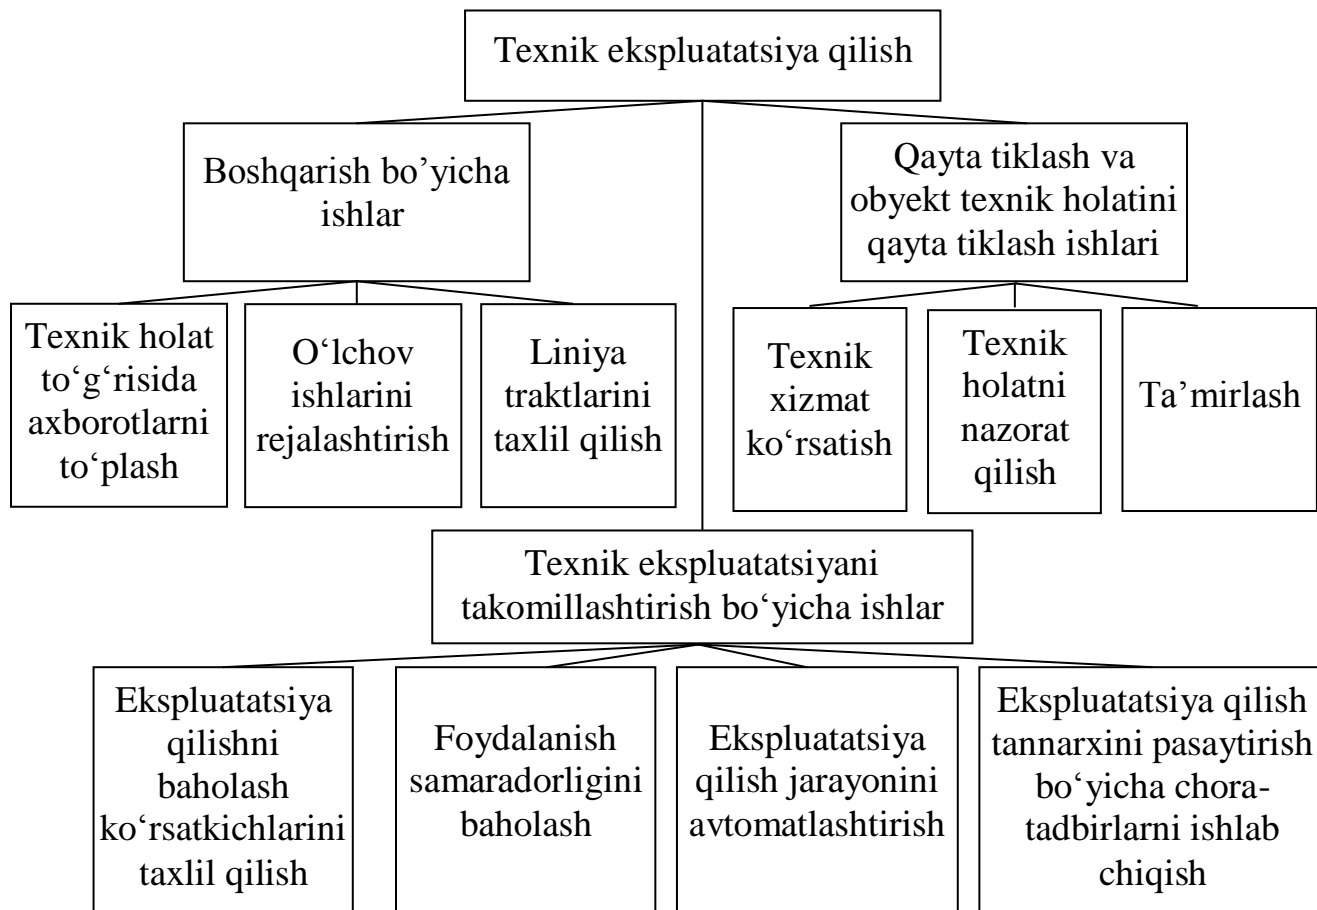 Texnik ekspluatatsiya qilish
Boshqarish bo’yicha
ishlar
Qayta tiklash va
obyekt texnik holatini
qayta tiklash ishlari
Texnik holat
to‘g‘risida
axborotlarni
to‘plash
O‘lchov
ishlarini
rejalashtirish
Liniya
traktlarini
taxlil qilish
Texnik
xizmat
ko‘rsatish
Texnik
holatni
nazorat
qilish
Ta’mirlash
Texnik ekspluatatsiyani
takomillashtirish bo‘yicha ishlar
Ekspluatatsiya
qilishni
baholash
ko‘rsatkichlarini
taxlil qilish
Foydalanish
samaradorligini
baholash
Ekspluatatsiya
qilish jarayonini
avtomatlashtirish
Ekspluatatsiya qilish
tannarxini pasaytirish
bo‘yicha chora-
tadbirlarni ishlab
chiqish